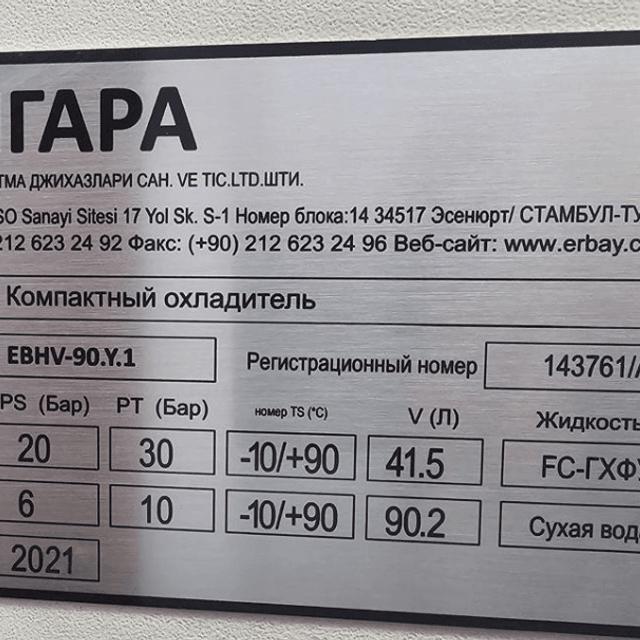 ГАРА
ТМА ДЖИХАЗЛАРИ САН. VE TIC.LTD.ШТИ.
SO Sanayi Sitesi 17 Yol Sk. S-1 Номер блока:14 34517 Эсенюрт/ СТАМБУЛ-ТУ
212 623 24 92 Факс: (+90) 212 623 24 96 Веб-сайт: www.erbay.c
Компактный охладитель
EBHV-90.Y.1 Регистрационный номер 143761/
PS (Бар) PT (Бар) номер TS (°C) V (Л) Жидкость
20 30 -10/+90 41.5 FC-ГХФУ
6 10 -10/+90 90.2 Сухая вода
2021